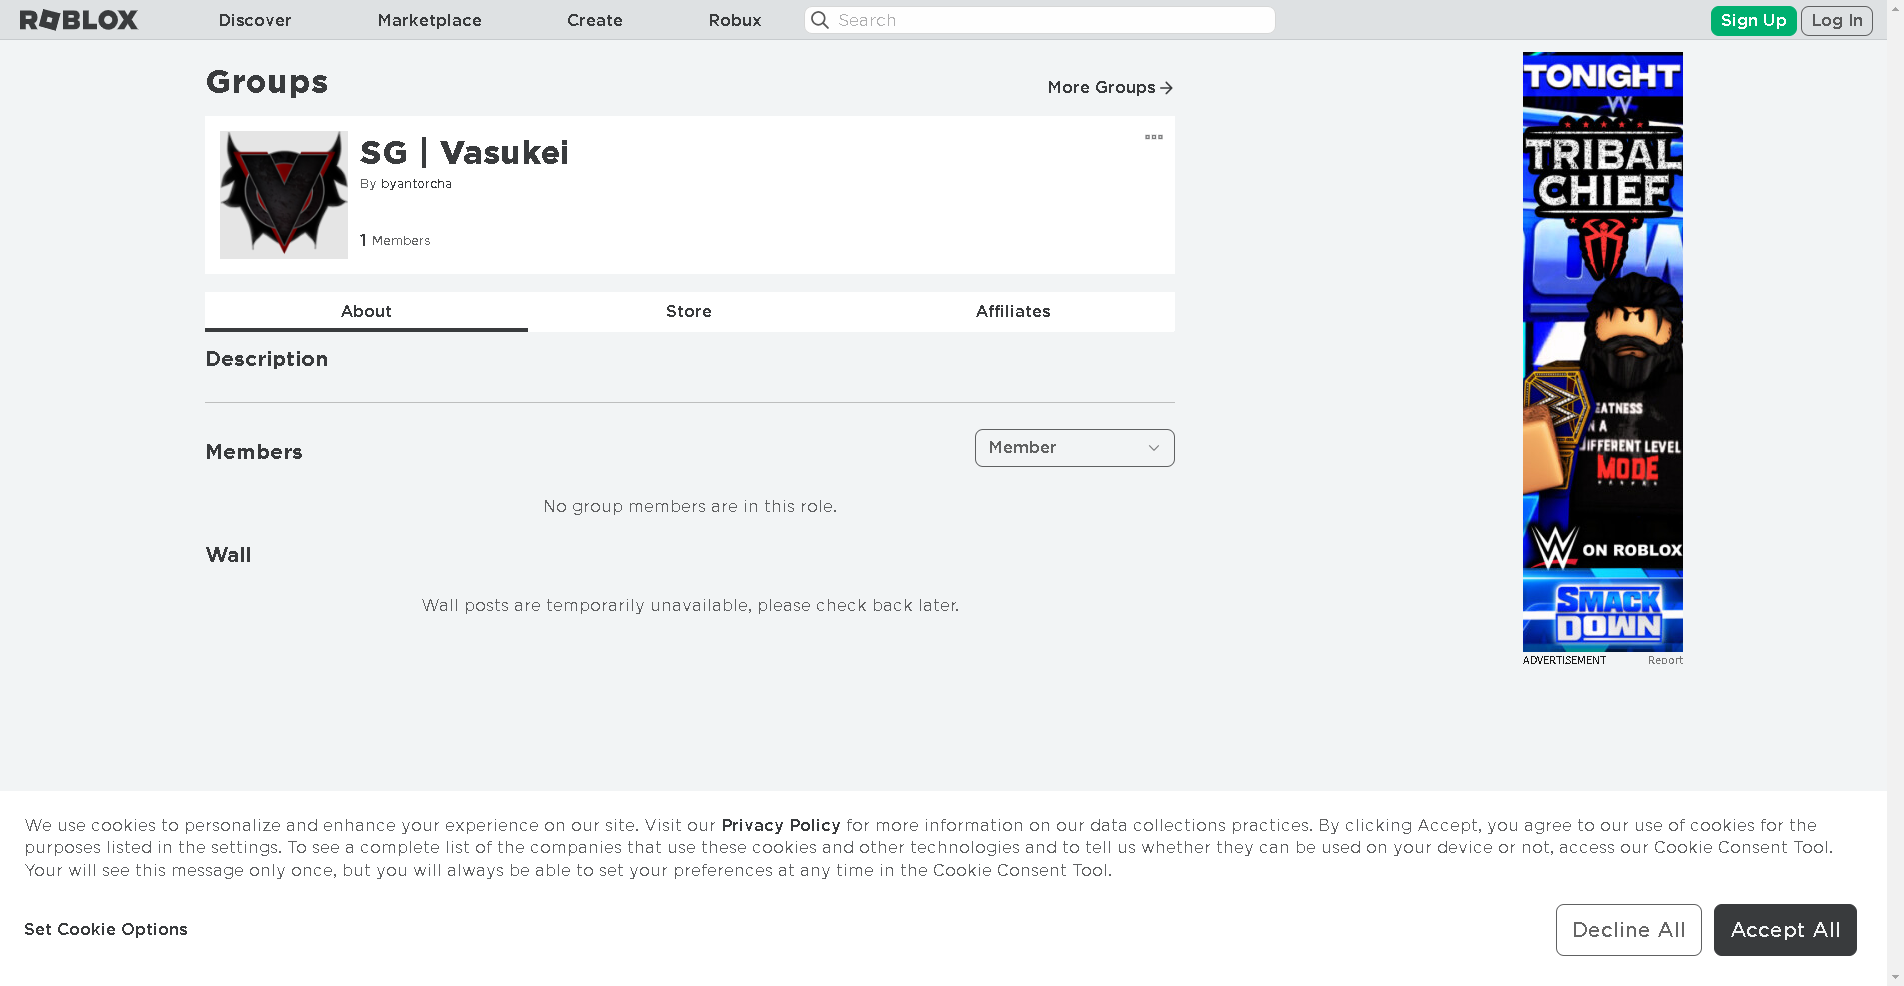 ROBLOX
Discover
Marketplace
Create
Robux
Search
Sign Up
Log In
Groups
More Groups
SG | Vasukei
By byantorcha
1 Members
About
Store
Affiliates
Description
Members
Member
No group members are in this role.
Wall
Wall posts are temporarily unavailable, please check back later.
TONIGHT
W
TRIBAL
CHIEF
EATNESS
N A
IFFERENT LEVEL
MODE
W ON ROBLOX
SMACK
DOWN
ADVERTISEMENT
Report
We use cookies to personalize and enhance your experience on our site. Visit our Privacy Policy for more information on our data collections practices. By clicking Accept, you agree to our use of cookies for the
purposes listed in the settings. To see a complete list of the companies that use these cookies and other technologies and to tell us whether they can be used on your device or not, access our Cookie Consent Tool.
Your will see this message only once, but you will always be able to set your preferences at any time in the Cookie Consent Tool.
Set Cookie Options
Decline All
Accept All